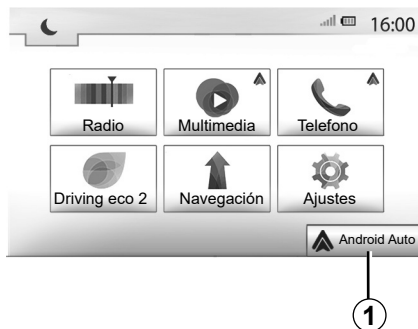 16:00
Radio
Multimedia
Telefono
Driving eco 2
Navegación
Ajustes
Android Auto
1